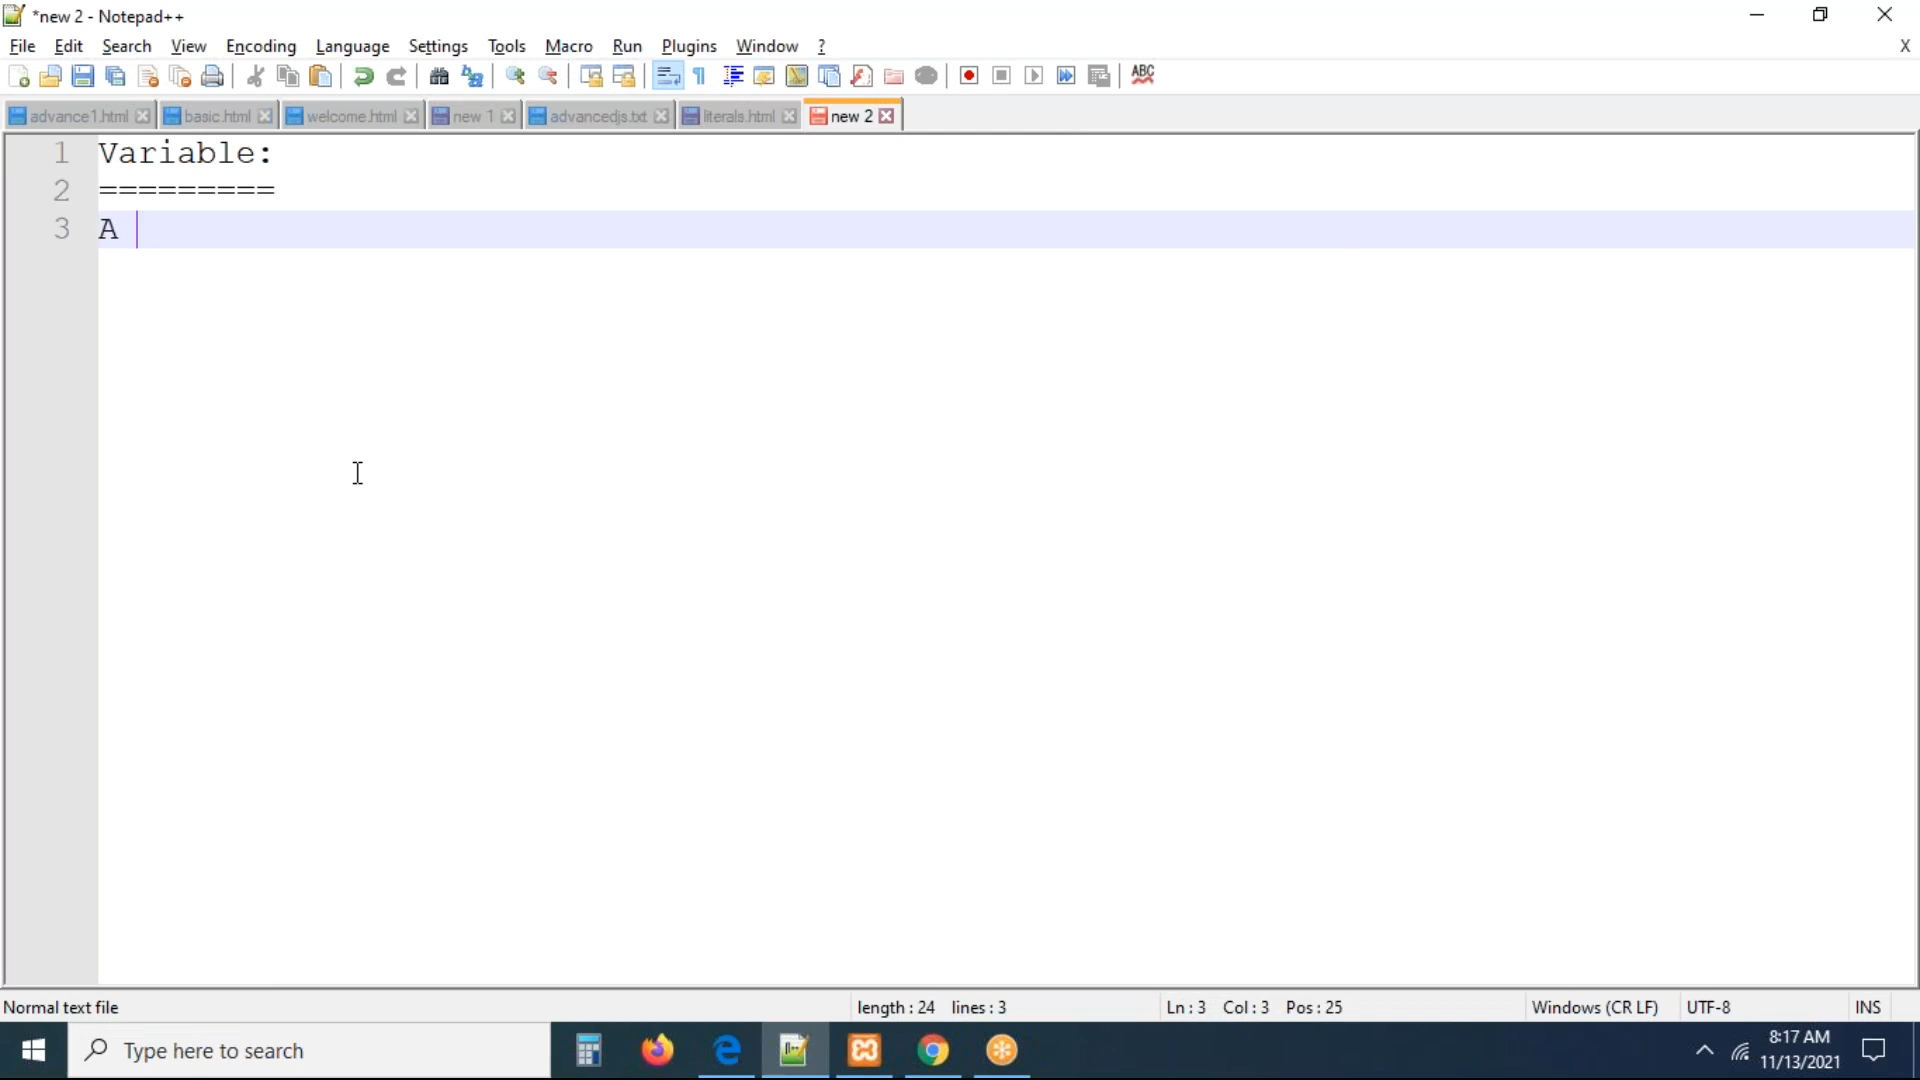 *new 2 - Notepad++
File Edit Search View Encoding Language Settings Tools Macro Run Plugins Window ? X
ABC
advance1.html basic.html welcome.html new 1 advancedjs.txt literals.html new 2
1 Variable:
2 =========
3 A
Normal text file length : 24 lines : 3 Ln : 3 Col : 3 Pos : 25 Windows (CR LF) UTF-8 INS
Type here to search
8:17 AM
11/13/2021